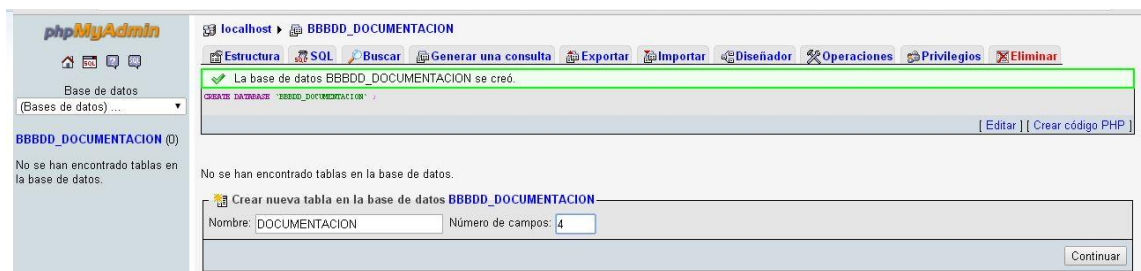 phpMyAdmin
SQL
Base de datos
(Bases de datos) ...
BBBDD_DOCUMENTACION (0)
No se han encontrado tablas en
la base de datos.
localhost ▸ BBBDD_DOCUMENTACION
Estructura SQL Buscar Generar una consulta Exportar Importar Diseñador Operaciones Privilegios Eliminar
La base de datos BBBDD_DOCUMENTACION se creó.
CREATE DATABASE `BBBDD_DOCUMENTACION` ;
[ Editar ] [ Crear código PHP ]
No se han encontrado tablas en la base de datos.
Crear nueva tabla en la base de datos BBBDD_DOCUMENTACION
Nombre: DOCUMENTACION Número de campos: 4
Continuar